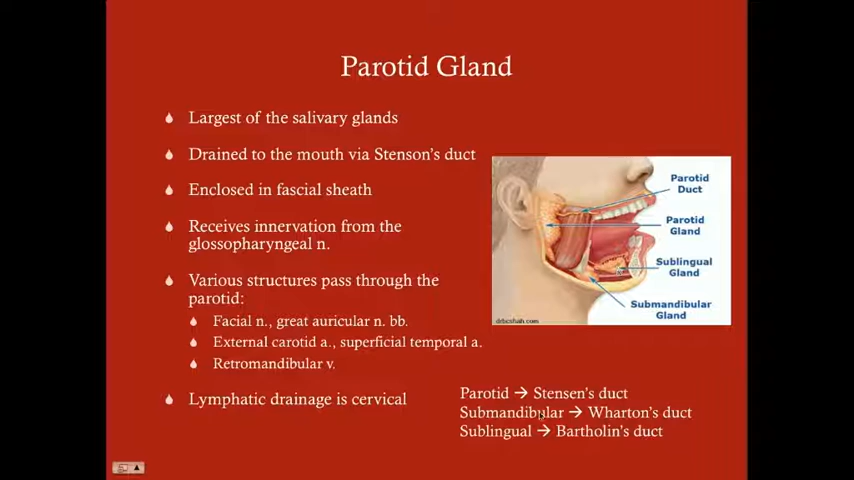 Parotid Gland
Largest of the salivary glands
Drained to the mouth via Stenson's duct
Enclosed in fascial sheath
Receives innervation from the
glossopharyngeal n.
Various structures pass through the
parotid:
Facial n., great auricular n. bb.
External carotid a., superficial temporal a.
Retromandibular v.
Lymphatic drainage is cervical
Parotid
Duct
Parotid
Gland
Sublingual
Gland
Submandibular
Gland
drbcshah.com
Parotid → Stensen's duct
Submandibular → Wharton's duct
Sublingual → Bartholin's duct